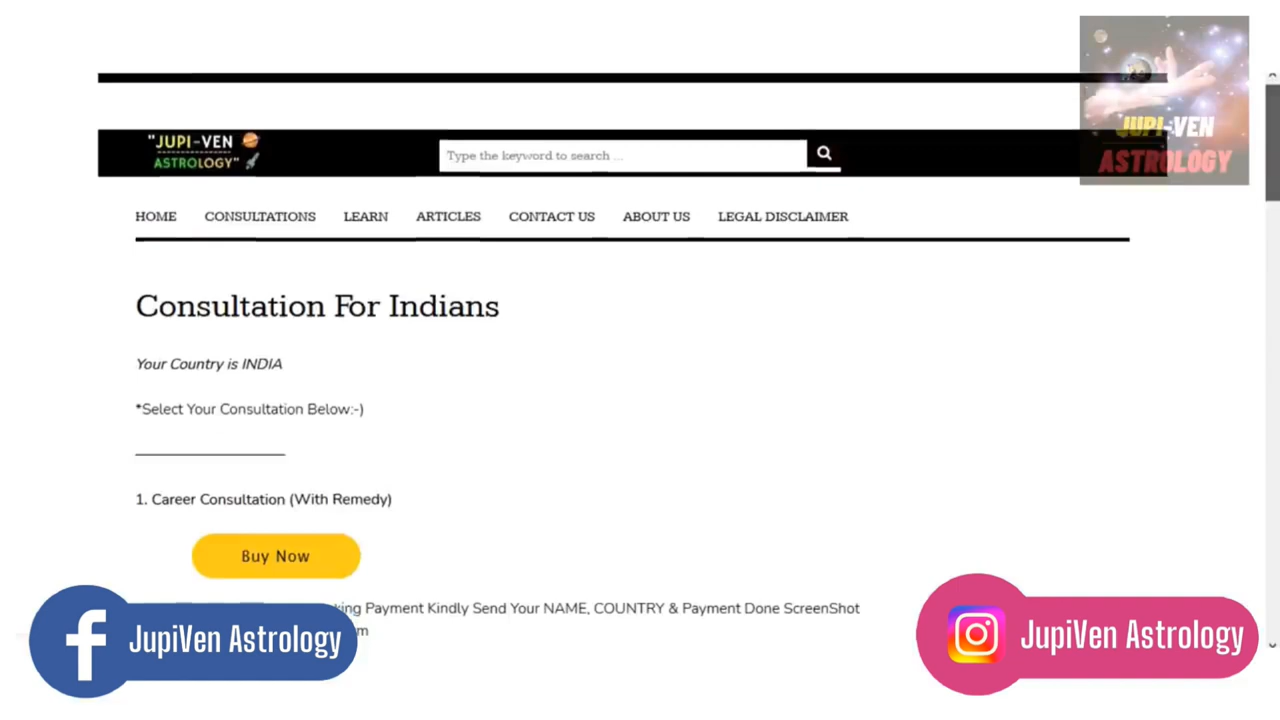 "JUPI-VEN
ASTROLOGY"
JUPI-VEN
ASTROLOGY
Type the keyword to search ...
HOME CONSULTATIONS LEARN ARTICLES CONTACT US ABOUT US LEGAL DISCLAIMER
Consultation For Indians
Your Country is INDIA
*Select Your Consultation Below:-)
1. Career Consultation (With Remedy)
Buy Now
Payment Kindly Send Your NAME, COUNTRY & Payment Done ScreenShot
JupiVen Astrology
JupiVen Astrology